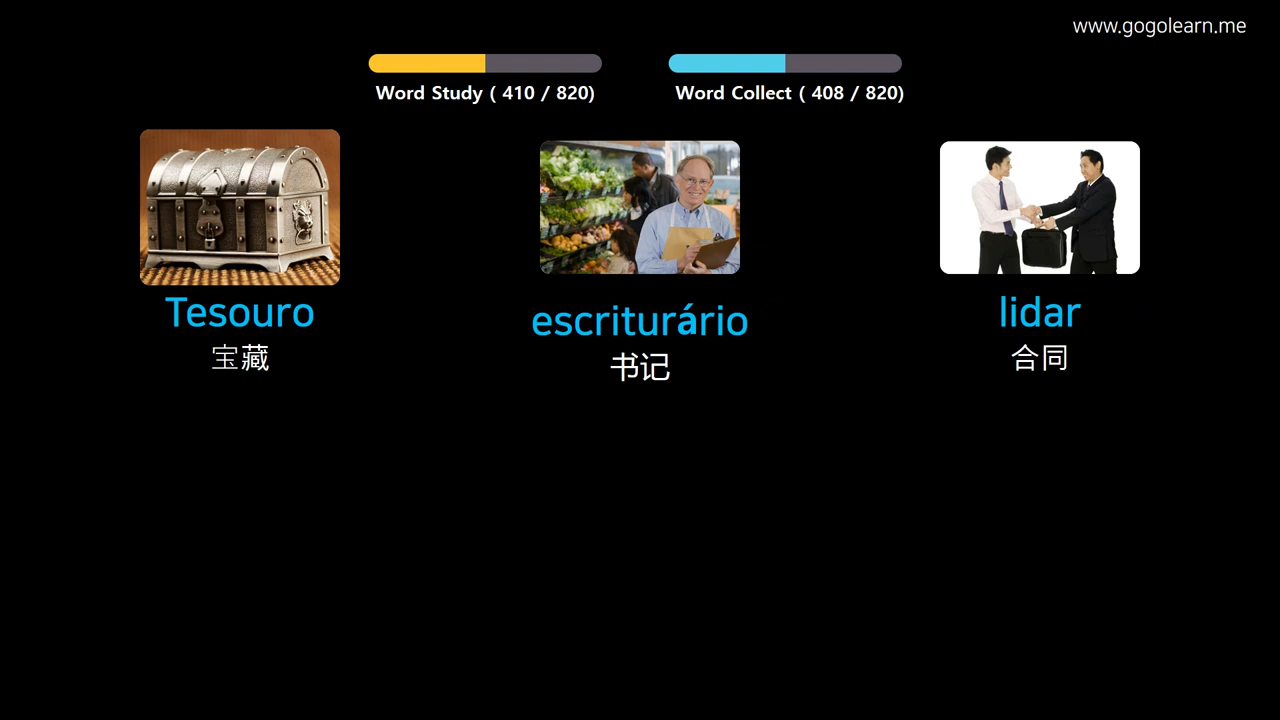 www.gogolearn.me
Word Study ( 410 / 820)
Word Collect ( 408 / 820)
Tesouro
宝藏
escriturário
书记
lidar
合同